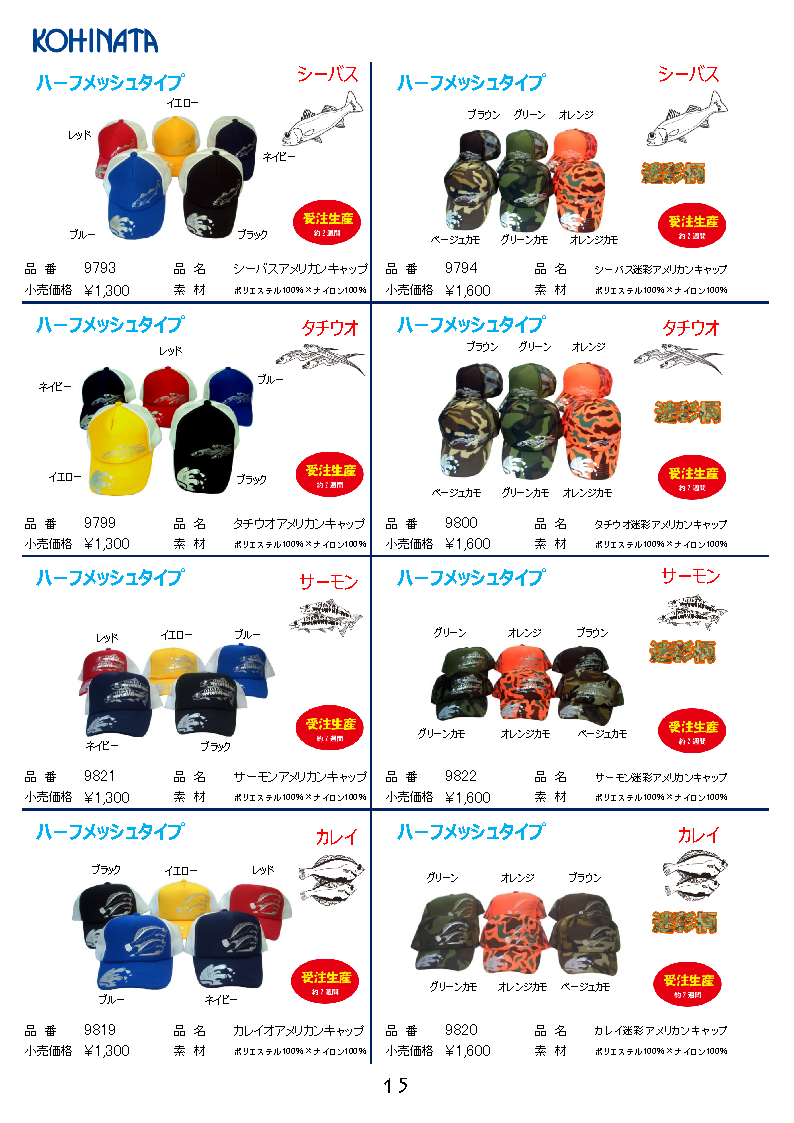 KOHINATA
ハーフメッシュタイプ
シーバス
イエロー
レッド
ネイビー
ブルー
ブラック
受注生産
約2週間
品 番 9793 品 名 シーバスアメリカンキャップ
小売価格 ¥1,300 素 材 ポリエステル100%×ナイロン100%
ハーフメッシュタイプ
シーバス
ブラウン グリーン オレンジ
迷彩柄
ベージュカモ グリーンカモ オレンジカモ
受注生産
約2週間
品 番 9794 品 名 シーバス迷彩アメリカンキャップ
小売価格 ¥1,600 素 材 ポリエステル100%×ナイロン100%
ハーフメッシュタイプ
タチウオ
レッド
ネイビー
ブルー
イエロー
ブラック
受注生産
約2週間
品 番 9799 品 名 タチウオアメリカンキャップ
小売価格 ¥1,300 素 材 ポリエステル100%×ナイロン100%
ハーフメッシュタイプ
タチウオ
ブラウン グリーン オレンジ
迷彩柄
ベージュカモ グリーンカモ オレンジカモ
受注生産
約2週間
品 番 9800 品 名 タチウオ迷彩アメリカンキャップ
小売価格 ¥1,600 素 材 ポリエステル100%×ナイロン100%
ハーフメッシュタイプ
サーモン
レッド イエロー ブルー
ネイビー ブラック
受注生産
約2週間
品 番 9821 品 名 サーモンアメリカンキャップ
小売価格 ¥1,300 素 材 ポリエステル100%×ナイロン100%
ハーフメッシュタイプ
サーモン
グリーン オレンジ ブラウン
迷彩柄
グリーンカモ オレンジカモ ベージュカモ
受注生産
約2週間
品 番 9822 品 名 サーモン迷彩アメリカンキャップ
小売価格 ¥1,600 素 材 ポリエステル100%×ナイロン100%
ハーフメッシュタイプ
カレイ
ブラック イエロー レッド
ブルー ネイビー
受注生産
約2週間
品 番 9819 品 名 カレイオアメリカンキャップ
小売価格 ¥1,300 素 材 ポリエステル100%×ナイロン100%
ハーフメッシュタイプ
カレイ
グリーン オレンジ ブラウン
迷彩柄
グリーンカモ オレンジカモ ベージュカモ
受注生産
約2週間
品 番 9820 品 名 カレイ迷彩アメリカンキャップ
小売価格 ¥1,600 素 材 ポリエステル100%×ナイロン100%
15